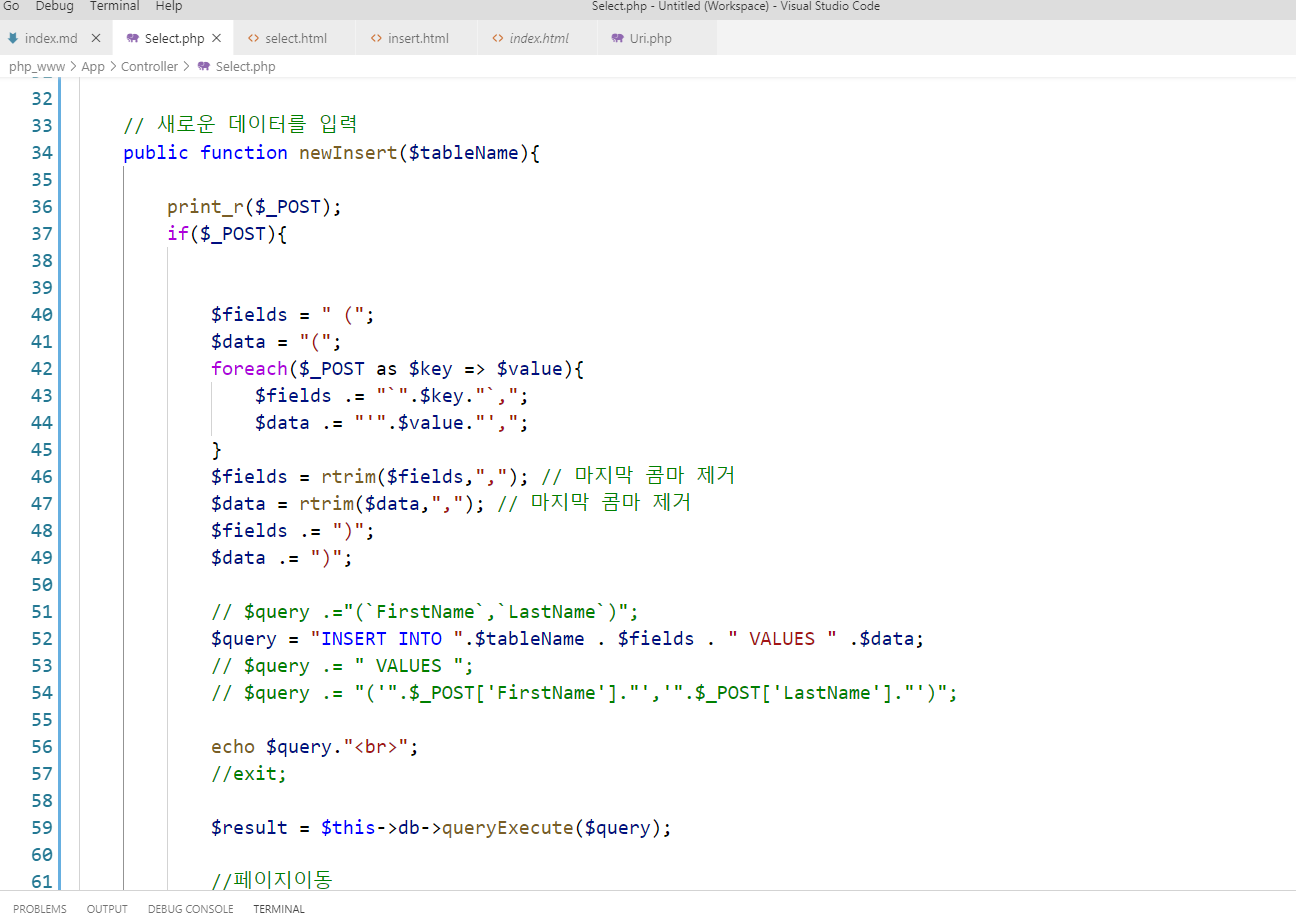 Go Debug Terminal Help Select.php - Untitled (Workspace) - Visual Studio Code
index.md Select.php select.html insert.html index.html Uri.php
php_www > App > Controller > Select.php
32
33 // 새로운 데이터를 입력
34 public function newInsert($tableName){
35
36 print_r($_POST);
37 if($_POST){
38
39
40 $fields = " (";
41 $data = "(";
42 foreach($_POST as $key => $value){
43 $fields .= "`".$key."`,";
44 $data .= "'".$value."',";
45 }
46 $fields = rtrim($fields,","); // 마지막 콤마 제거
47 $data = rtrim($data,","); // 마지막 콤마 제거
48 $fields .= ")";
49 $data .= ")";
50
51 // $query .="(`FirstName`,`LastName`)";
52 $query = "INSERT INTO ".$tableName . $fields . " VALUES " .$data;
53 // $query .= " VALUES ";
54 // $query .= "('".$_POST['FirstName']."','".$_POST['LastName']."')";
55
56 echo $query."<br>";
57 //exit;
58
59 $result = $this->db->queryExecute($query);
60
61 //페이지이동
PROBLEMS OUTPUT DEBUG CONSOLE TERMINAL